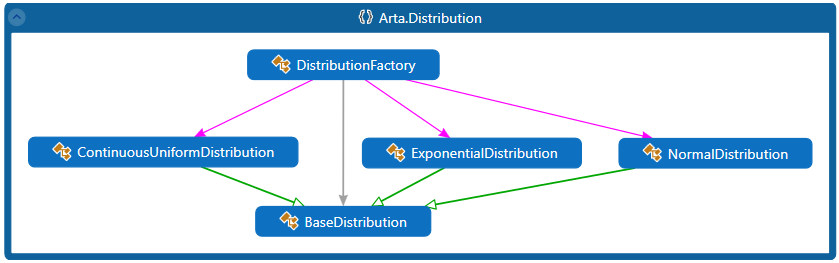 Arta.Distribution
DistributionFactory
ContinuousUniformDistribution
ExponentialDistribution
NormalDistribution
BaseDistribution